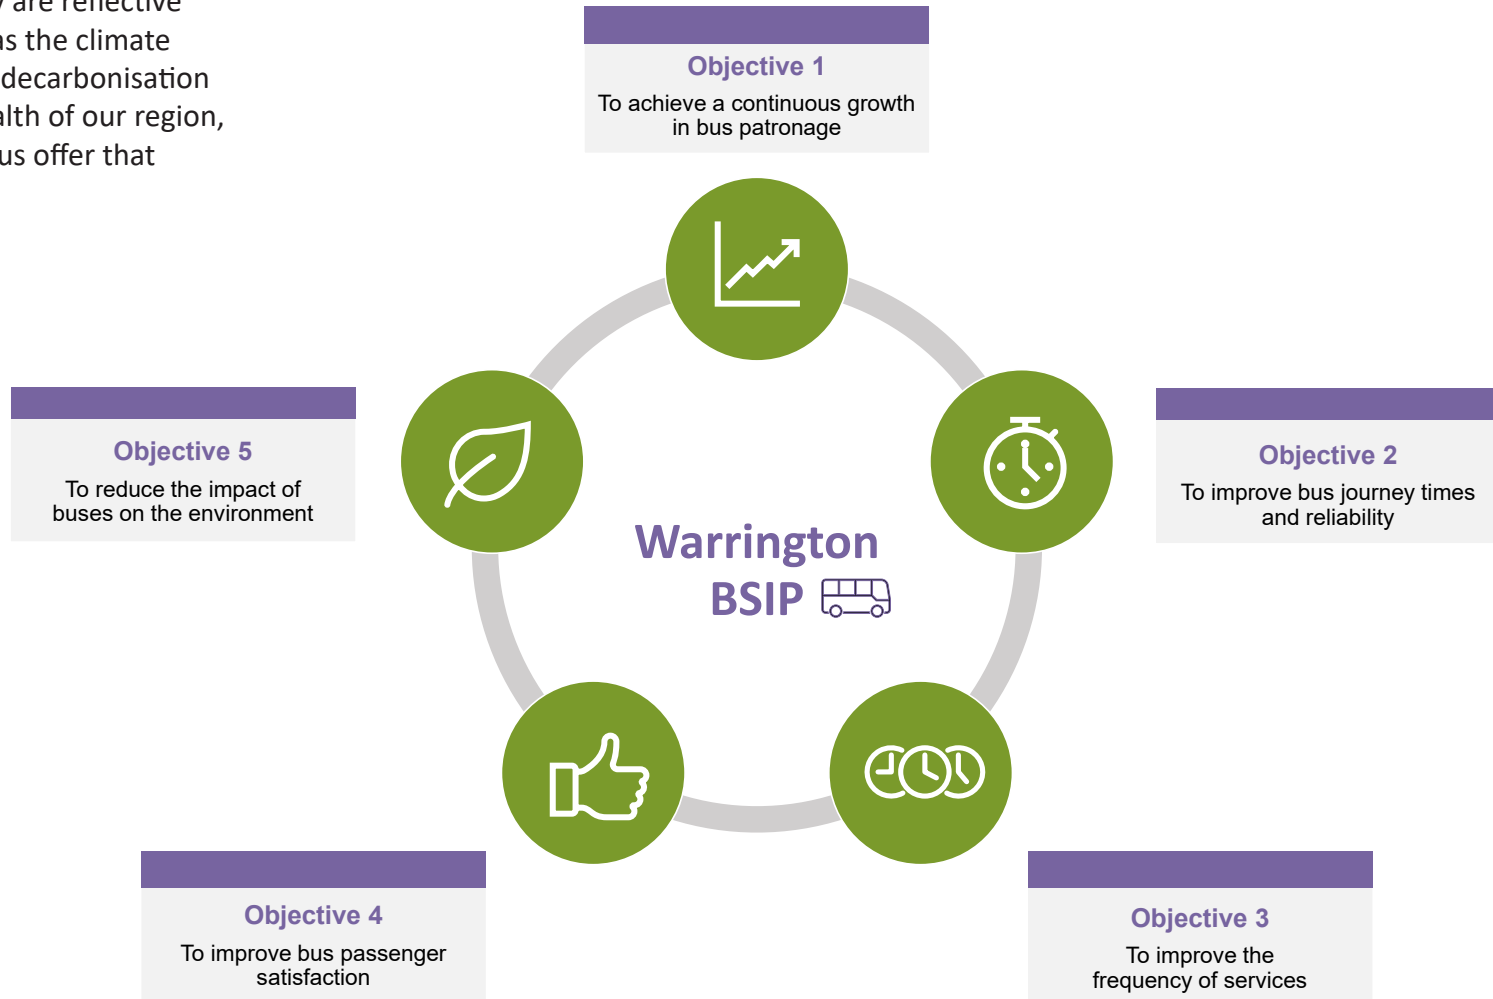 are reflective
as the climate
decarbonisation
of our region,
offer that
Objective 1
To achieve a continuous growth
in bus patronage
Objective 5
To reduce the impact of
buses on the environment
Objective 2
To improve bus journey times
and reliability
Warrington
BSIP
Objective 4
To improve bus passenger
satisfaction
Objective 3
To improve the
frequency of services